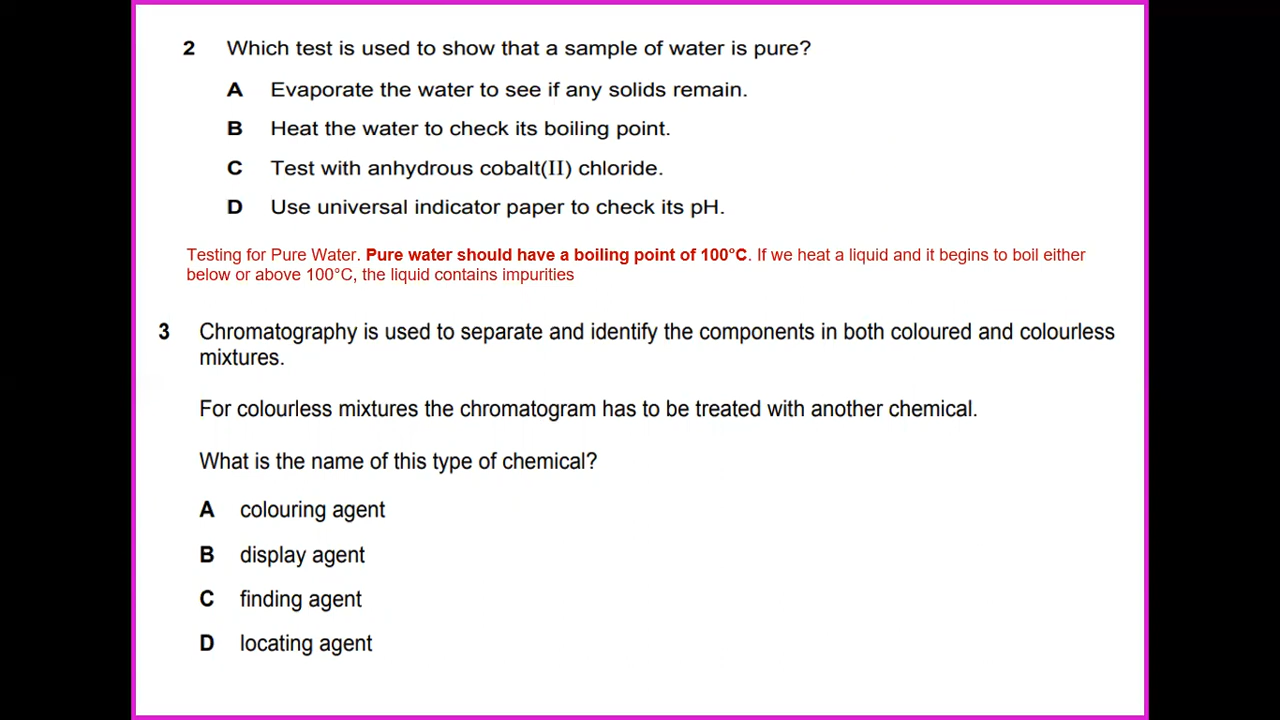 2 Which test is used to show that a sample of water is pure?
A Evaporate the water to see if any solids remain.
B Heat the water to check its boiling point.
C Test with anhydrous cobalt(II) chloride.
D Use universal indicator paper to check its pH.
Testing for Pure Water. Pure water should have a boiling point of 100°C. If we heat a liquid and it begins to boil either
below or above 100°C, the liquid contains impurities
3 Chromatography is used to separate and identify the components in both coloured and colourless
mixtures.
For colourless mixtures the chromatogram has to be treated with another chemical.
What is the name of this type of chemical?
A colouring agent
B display agent
C finding agent
D locating agent